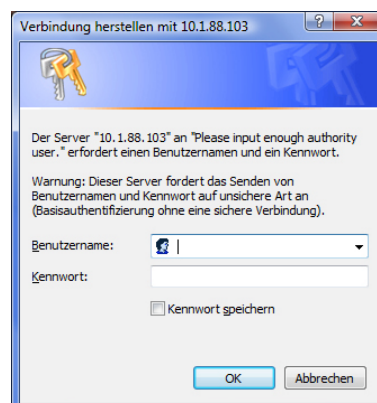 Verbindung herstellen mit 10.1.88.103
Der Server "10.1.88.103" an "Please input enough authority
user." erfordert einen Benutzernamen und ein Kennwort.
Warnung: Dieser Server fordert das Senden von
Benutzernamen und Kennwort auf unsichere Art an
(Basisauthentifizierung ohne eine sichere Verbindung).
Benutzername:
Kennwort:
Kennwort speichern
OK Abbrechen